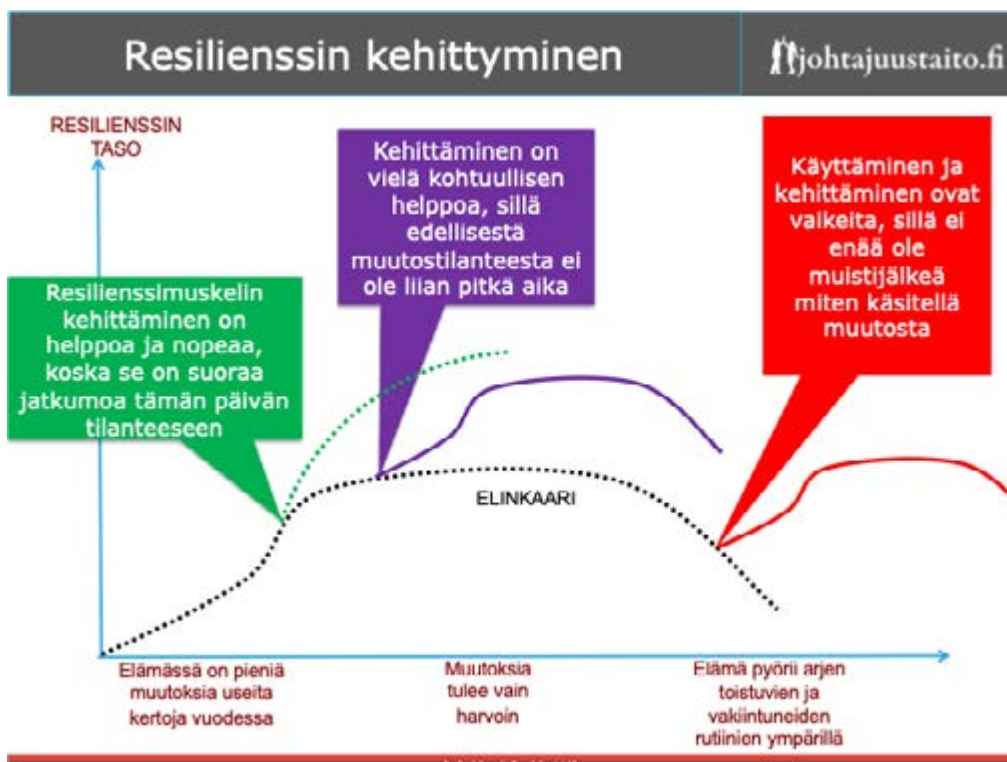 Resilienssin kehittyminen
johtajuustaito.fi
RESILIENSSIN
TASO
Resilienssimuskelin
kehittäminen on
helppoa ja nopeaa,
koska se on suoraa
jatkumoa tämän päivän
tilanteeseen
Kehittäminen on
vielä kohtuullisen
helppoa, sillä
edellisestä
muutostilanteesta ei
ole liian pitkä aika
Käyttäminen ja
kehittäminen ovat
vaikeita, sillä ei
enää ole
muistijälkeä
miten käsitellä
muutosta
ELINKAARI
Elämässä on pieniä
muutoksia useita
kertoja vuodessa
Muutoksia
tulee vain
harvoin
Elämä pyörii arjen
toistuvien ja
vakiintuneiden
rutiinien ympärillä